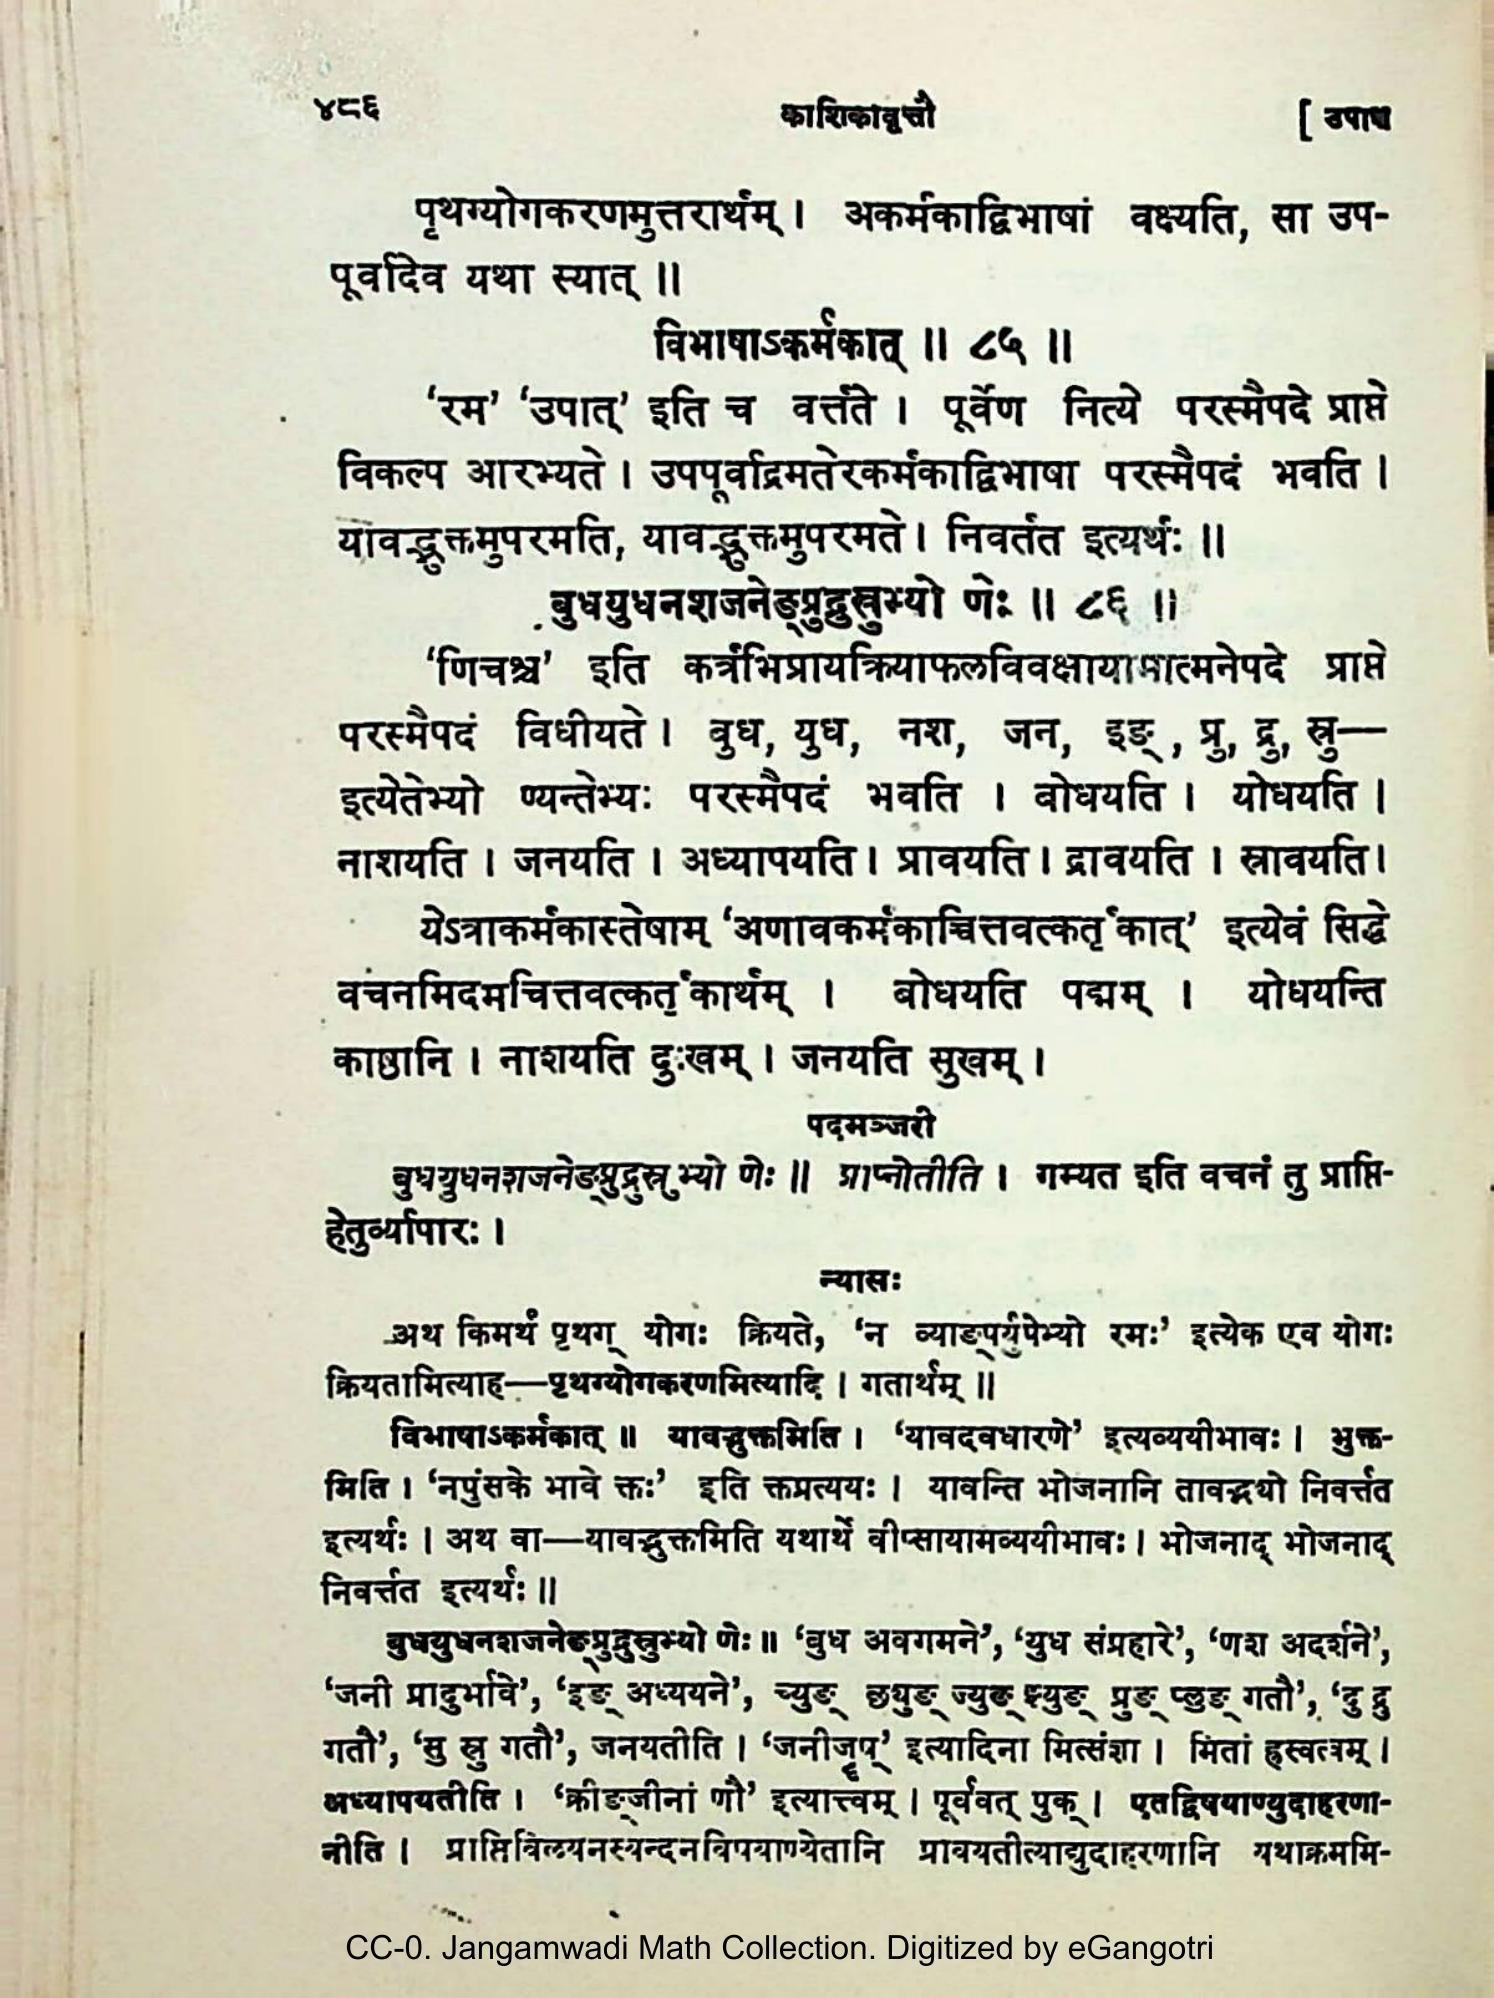 ४८६ काशिकावृत्तौ [ उपाच्च
पृथग्योगकरणमुत्तरार्थम् । अकर्मकाद्विभाषां वक्ष्यति, सा उप-
पूर्वादेव यथा स्यात् ॥
विभाषाऽकर्मकात् ॥ ८५ ॥
‘रम’ ‘उपात्’ इति च वर्त्तते । पूर्वेण नित्ये परस्मैपदे प्राप्ते
विकल्प आरभ्यते । उपपूर्वाद्रमतेरकर्मकाद्विभाषा परस्मैपदं भवति ।
यावद्भुक्तमुपरमति, यावद्भुक्तमुपरमते । निवर्तत इत्यर्थः ॥
बुधयुधनशजनेङ्प्रुद्रुस्रुभ्यो णेः ॥ ८६ ॥
‘णिचश्च’ इति कर्त्रभिप्रायक्रियाफलविवक्षायामात्मनेपदे प्राप्ते
परस्मैपदं विधीयते । बुध, युध, नश, जन, इङ्, प्रु, द्रु, स्रु—
इत्येतेभ्यो ण्यन्तेभ्यः परस्मैपदं भवति । बोधयति । योधयति ।
नाशयति । जनयति । अध्यापयति । प्रावयति । द्रावयति । स्रावयति ।
येऽत्राकर्मकास्तेषाम् ‘अणावकर्मकाच्चित्तवत्कर्तृकात्’ इत्येवं सिद्धे
वचनमिदमचित्तवत्कर्तृकार्थम् । बोधयति पद्मम् । योधयन्ति
काष्ठानि । नाशयति दुःखम् । जनयति सुखम् ।
पदमञ्जरी
बुधयुधनशजनेङ्प्रुद्रुस्रुभ्यो णेः ॥ प्राप्नोतीति । गम्यत इति वचनं तु प्राप्ति-
हेतुर्व्यापारः ।
न्यासः
अथ किमर्थं पृथग् योगः क्रियते, ‘न व्याङ्पर्युपेभ्यो रमः’ इत्येक एव योगः
क्रियतामित्याह—पृथग्योगकरणमित्यादि । गतार्थम् ॥
विभाषाऽकर्मकात् ॥ यावद्भुक्तमिति । ‘यावदवधारणे’ इत्यव्ययीभावः । भुक्त-
मिति । ‘नपुंसके भावे क्तः’ इति क्तप्रत्ययः । यावन्ति भोजनानि तावद्भ्यो निवर्त्तत
इत्यर्थः । अथ वा—यावद्भुक्तमिति यथार्थे वीप्सायामव्ययीभावः । भोजनाद् भोजनाद्
निवर्त्तत इत्यर्थः ॥
बुधयुधनशजनेङ्प्रुद्रुस्रुभ्यो णेः ॥ ‘बुध अवगमने’, ‘युध संप्रहारे’, ‘णश अदर्शने’,
‘जनी प्रादुर्भावे’, ‘इङ् अध्ययने’, च्युङ् छ्युङ् ज्युङ् झ्युङ् प्रुङ् प्लुङ् गतौ’, ‘दु द्रु
गतौ’, ‘सु स्रु गतौ’, जनयतीति । ‘जनीजॄष्’ इत्यादिना मित्संज्ञा । मितां ह्रस्वत्वम् ।
अध्यापयतीति । ‘क्रीङ्जीनां णौ’ इत्यात्त्वम् । पूर्ववत् पुक् । एतद्विषयाण्युदाहरणा-
नीति । प्राप्तिविलयनस्यन्दनविषयाण्येतानि प्रावयतीत्याद्युदाहरणानि यथाक्रममि-
CC-0. Jangamwadi Math Collection. Digitized by eGangotri